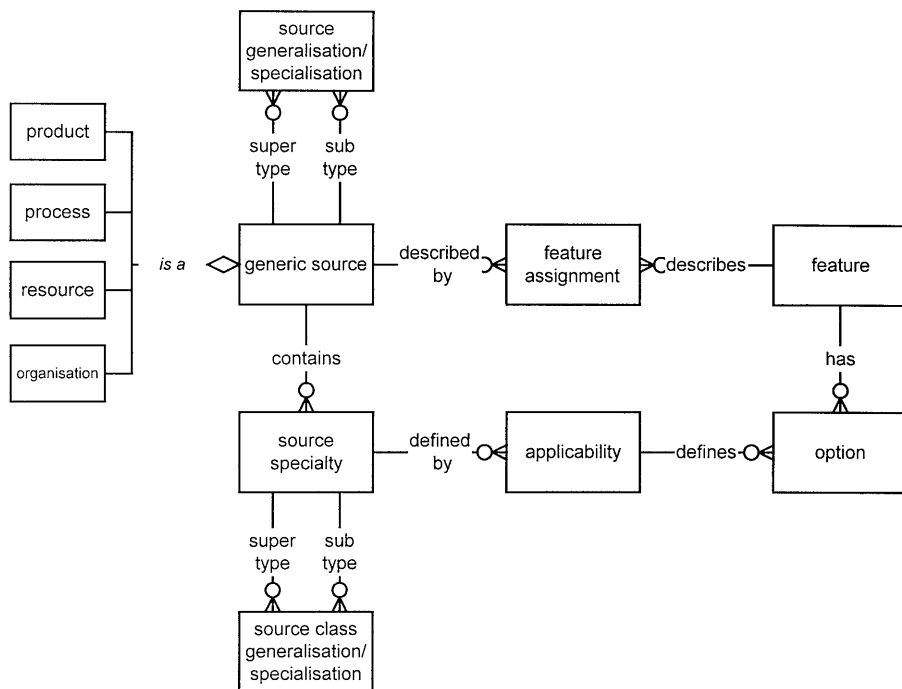 source
generalisation/
specialisation
product
super
type
sub
type
process
is a
generic source
described
by
feature
assignment
describes
feature
resource
contains
has
organisation
source
specialty
defined
by
applicability
defines
option
super
type
sub
type
source class
generalisation/
specialisation